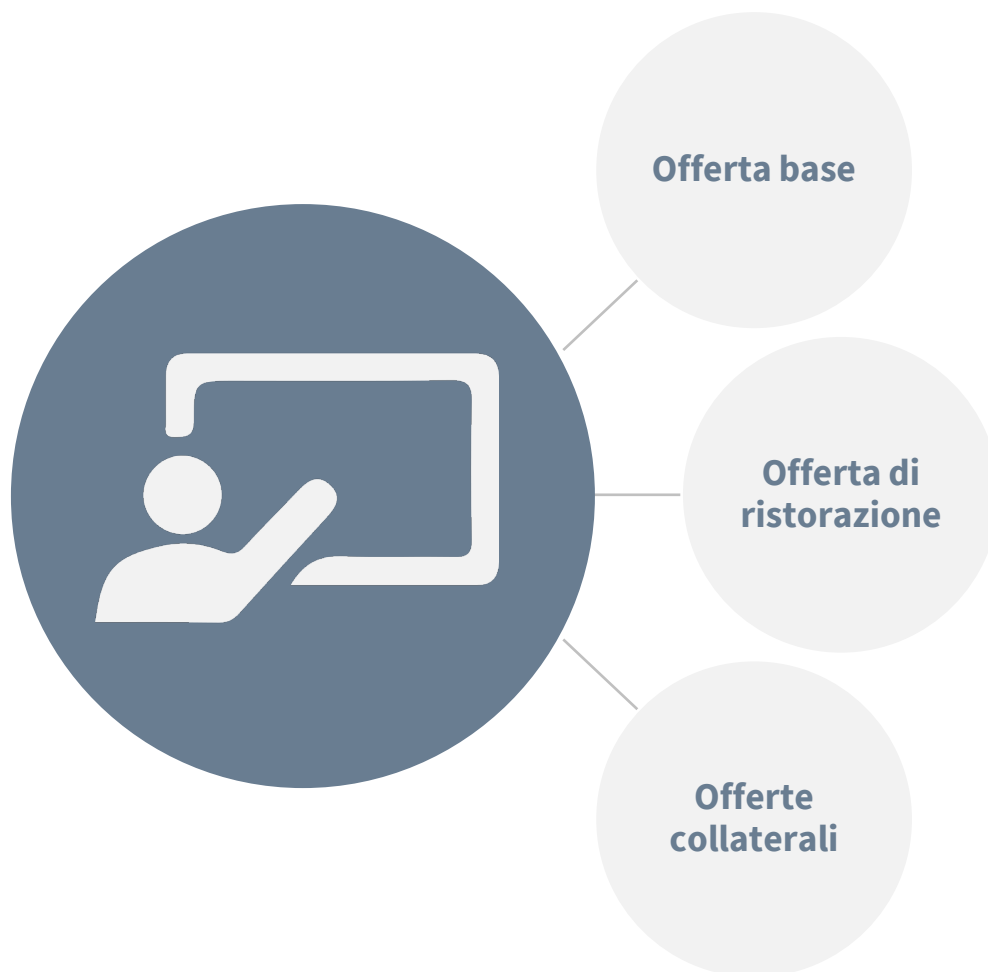 Offerta base
Offerta di
ristorazione
Offerte
collaterali